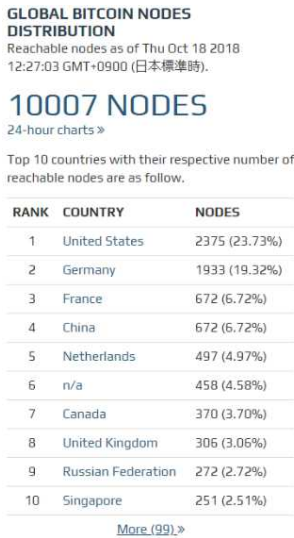 GLOBAL BITCOIN NODES
DISTRIBUTION
Reachable nodes as of Thu Oct 18 2018
12:27:03 GMT+0900 (日本標準時).
10007 NODES
24-hour charts »
Top 10 countries with their respective number of
reachable nodes are as follow.
RANK COUNTRY NODES
1 United States 2375 (23.73%)
2 Germany 1933 (19.32%)
3 France 672 (6.72%)
4 China 672 (6.72%)
5 Netherlands 497 (4.97%)
6 n/a 458 (4.58%)
7 Canada 370 (3.70%)
8 United Kingdom 306 (3.06%)
9 Russian Federation 272 (2.72%)
10 Singapore 251 (2.51%)
More (99) »